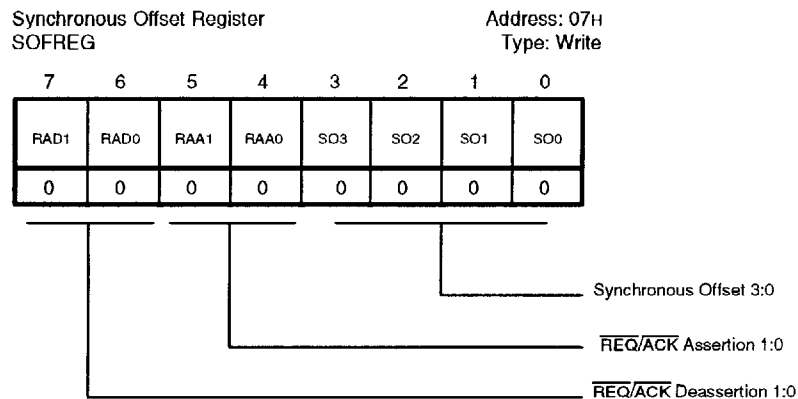 Synchronous Offset Register Address: 07H
SOFREG Type: Write
7 6 5 4 3 2 1 0
RAD1 RAD0 RAA1 RAA0 SO3 SO2 SO1 SO0
0 0 0 0 0 0 0 0
Synchronous Offset 3:0
REQ/ACK Assertion 1:0
REQ/ACK Deassertion 1:0